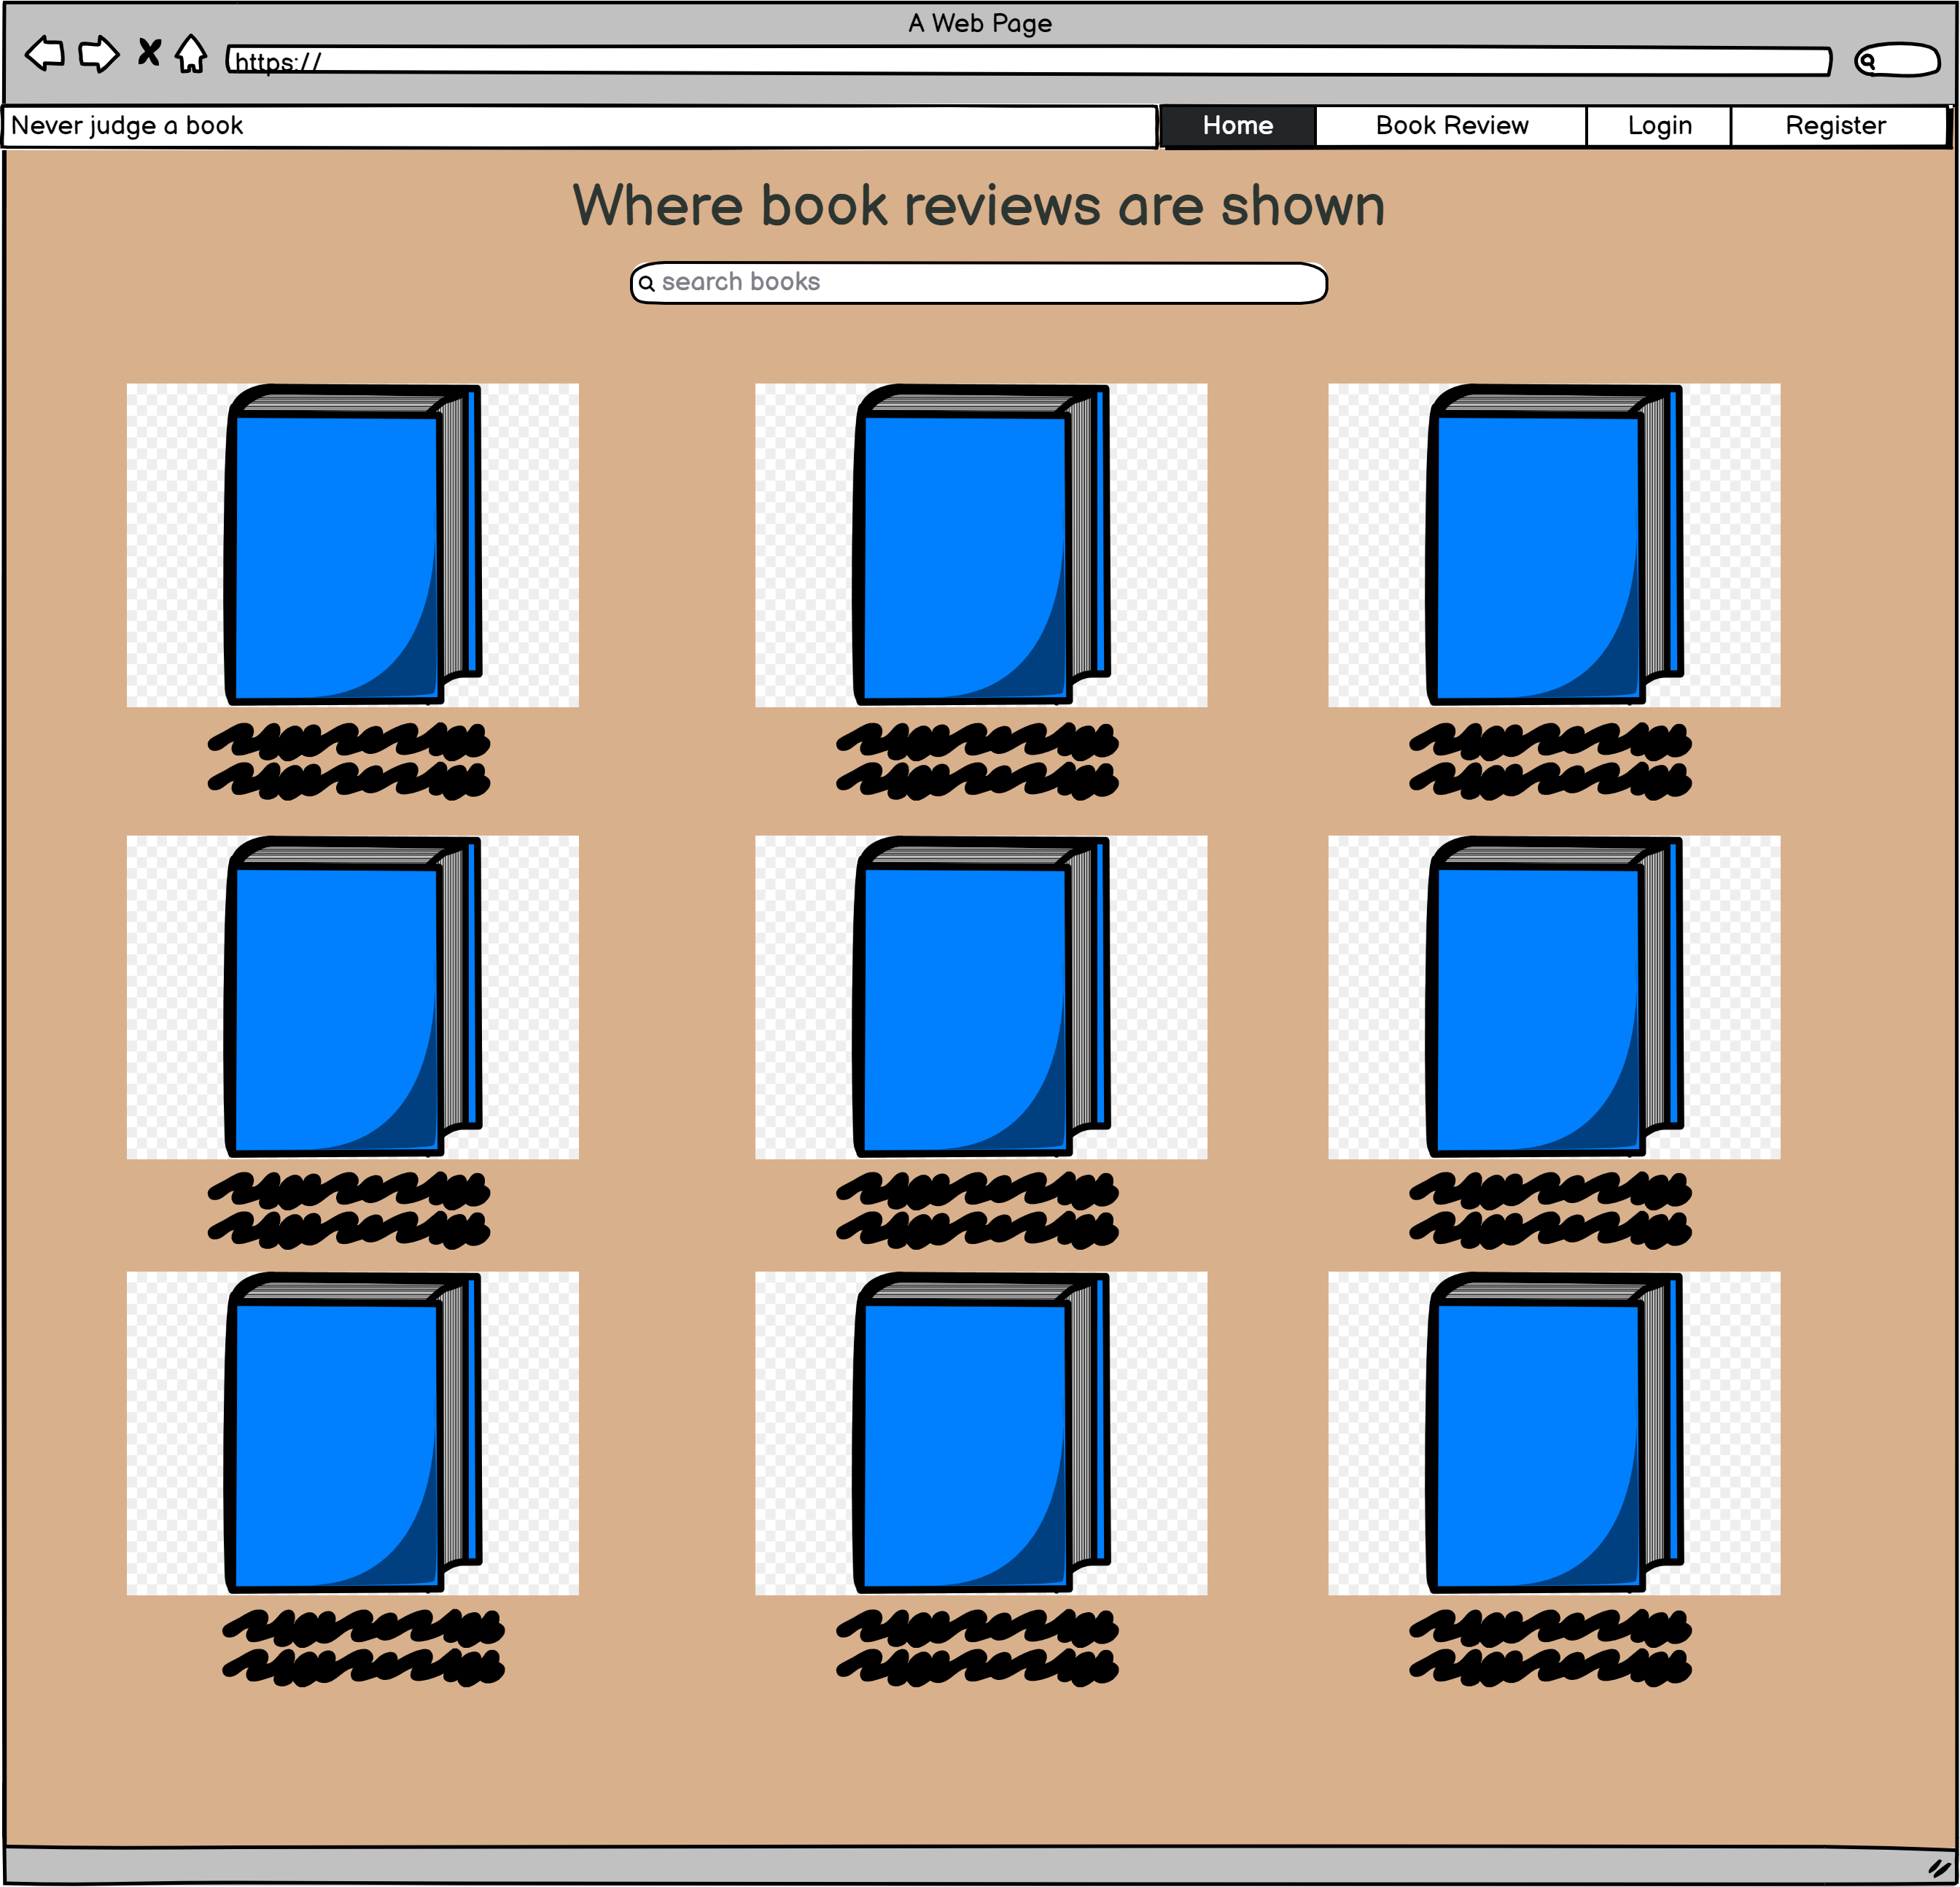 A Web Page
https://
Never judge a book
Home
Book Review
Login
Register
Where book reviews are shown
search books